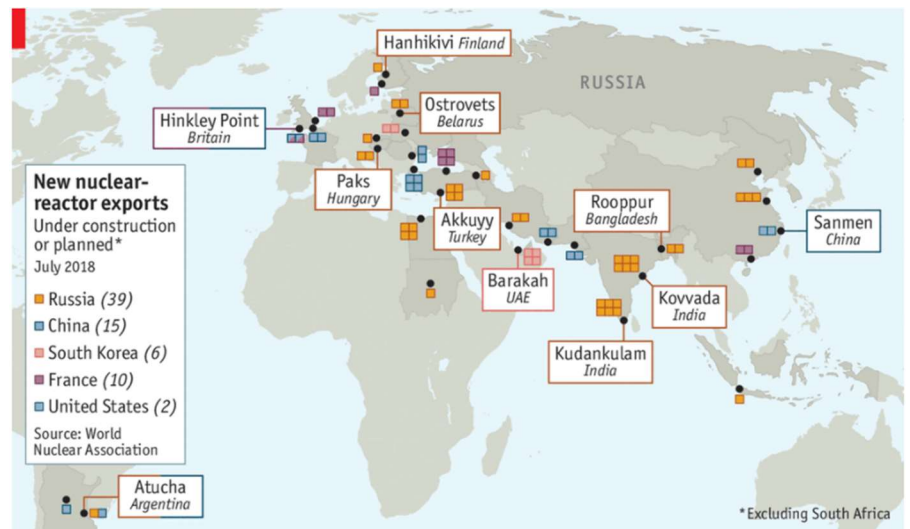 Hanhikivi Finland
RUSSIA
Ostrovets
Belarus
Hinkley Point
Britain
New nuclear-
reactor exports
Under construction
or planned*
July 2018
Russia (39)
China (15)
South Korea (6)
France (10)
United States (2)
Source: World
Nuclear Association
Paks
Hungary
Akkuyy
Turkey
Rooppur
Bangladesh
Sanmen
China
Barakah
UAE
Kovvada
India
Kudankulam
India
Atucha
Argentina
*Excluding South Africa